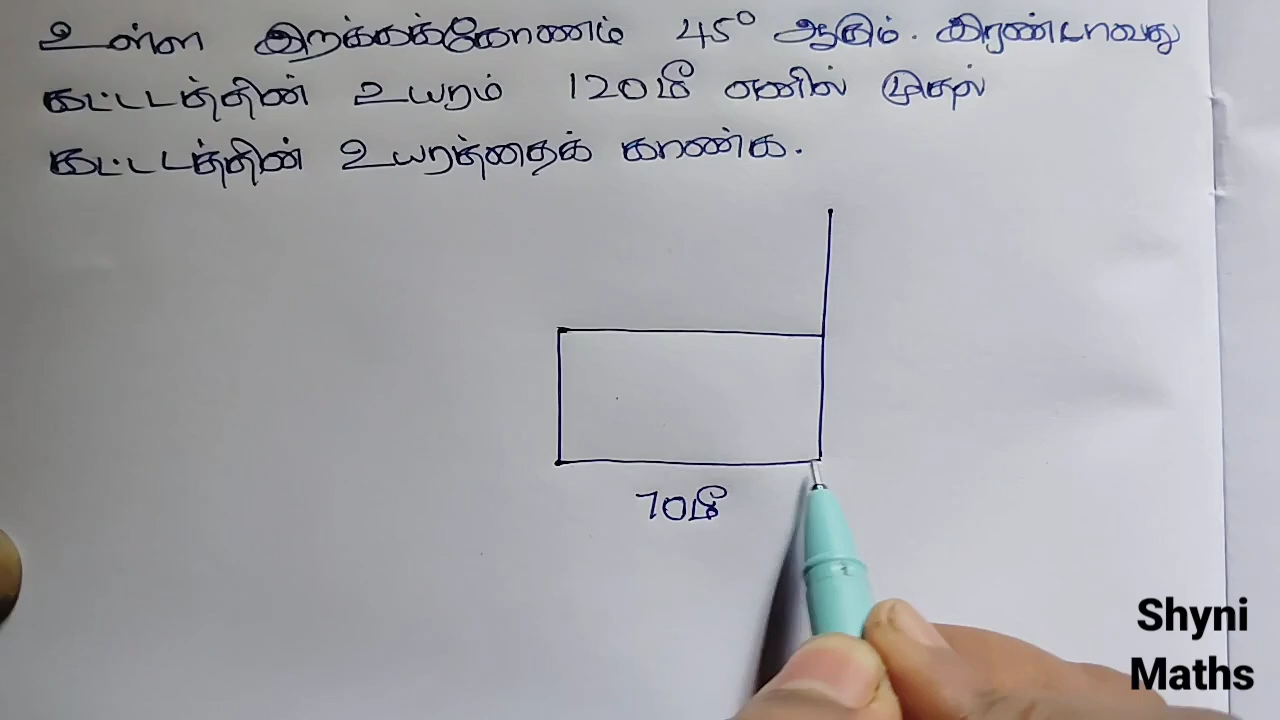 உள்ள இறக்கக்கோணம் 45° ஆகும். இரண்டாவது
கட்டடத்தின் உயரம் 120மீ எனில் முதல்
கட்டடத்தின் உயரத்தைக் காண்க.
70மீ
Shyni
Maths